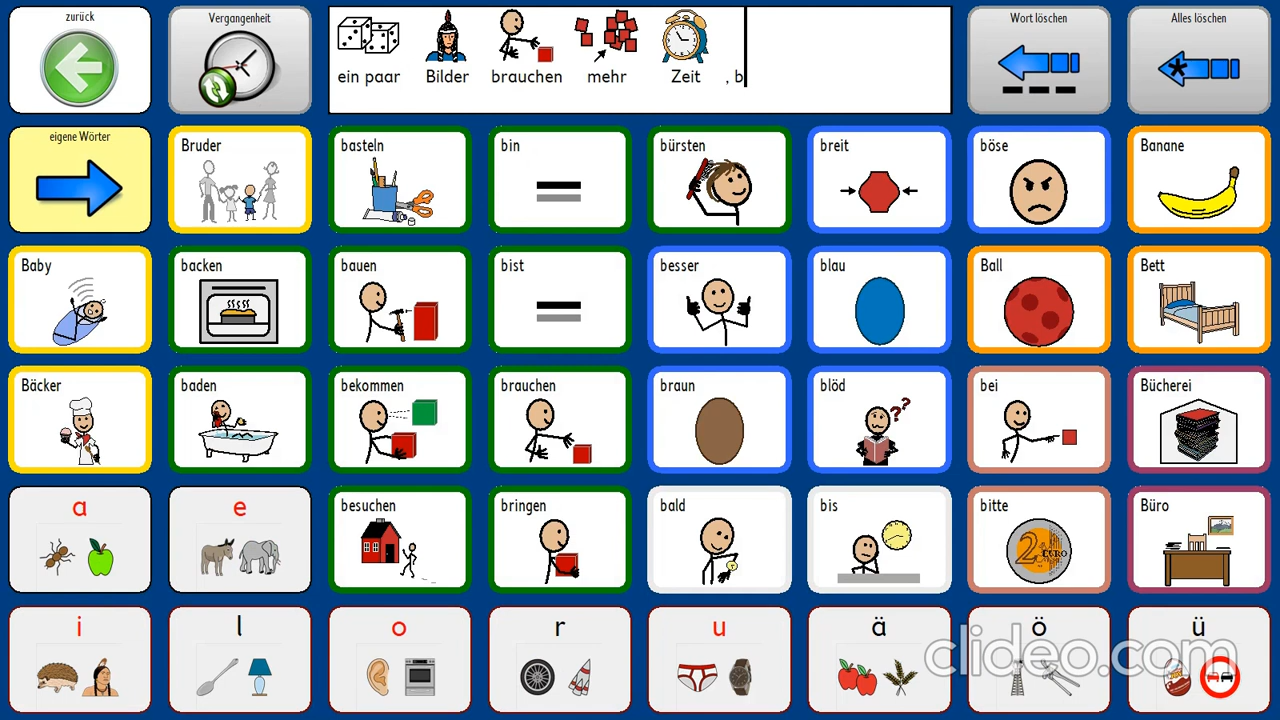 zurück
Vergangenheit
ein paar Bilder brauchen mehr Zeit , b
Wort löschen
Alles löschen
eigene Wörter
Bruder
basteln
bin
bürsten
breit
böse
Banane
Baby
backen
bauen
bist
besser
blau
Ball
Bett
Bäcker
baden
bekommen
brauchen
braun
blöd
bei
Bücherei
a
e
besuchen
bringen
bald
bis
bitte
2 EURO
Büro
i
l
o
r
u
ä
ö
ü
clideo.com